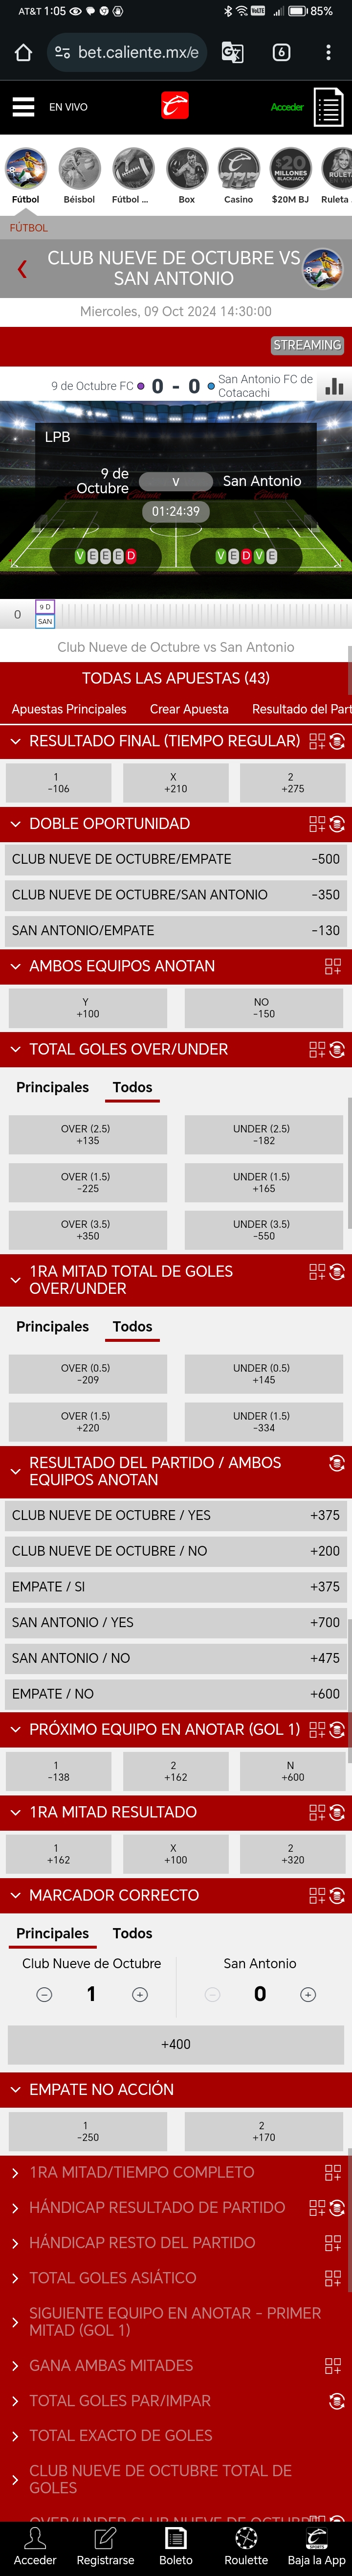 AT&T 1:05
VoLTE
85%
bet.caliente.mx/e
6
EN VIVO
Acceder
Fútbol
Béisbol
Fútbol ...
Box
Casino
$20M BJ
Ruleta
$20
MILLONES
BLACKJACK
FÚTBOL
CLUB NUEVE DE OCTUBRE VS
SAN ANTONIO
Miercoles, 09 Oct 2024 14:30:00
STREAMING
9 de Octubre FC 0 - 0 San Antonio FC de
Cotacachi
LPB
9 de
Octubre
V
San Antonio
01:24:39
V E E E D
V E D V E
0
9 D
SAN
Club Nueve de Octubre vs San Antonio
TODAS LAS APUESTAS (43)
Apuestas Principales Crear Apuesta Resultado del Part
RESULTADO FINAL (TIEMPO REGULAR)
1 X 2
-106 +210 +275
DOBLE OPORTUNIDAD
CLUB NUEVE DE OCTUBRE/EMPATE -500
CLUB NUEVE DE OCTUBRE/SAN ANTONIO -350
SAN ANTONIO/EMPATE -130
AMBOS EQUIPOS ANOTAN
Y NO
+100 -150
TOTAL GOLES OVER/UNDER
Principales Todos
OVER (2.5) UNDER (2.5)
+135 -182
OVER (1.5) UNDER (1.5)
-225 +165
OVER (3.5) UNDER (3.5)
+350 -550
1RA MITAD TOTAL DE GOLES
OVER/UNDER
Principales Todos
OVER (0.5) UNDER (0.5)
-209 +145
OVER (1.5) UNDER (1.5)
+220 -334
RESULTADO DEL PARTIDO / AMBOS
EQUIPOS ANOTAN
CLUB NUEVE DE OCTUBRE / YES +375
CLUB NUEVE DE OCTUBRE / NO +200
EMPATE / SI +375
SAN ANTONIO / YES +700
SAN ANTONIO / NO +475
EMPATE / NO +600
PRÓXIMO EQUIPO EN ANOTAR (GOL 1)
1 2 N
-138 +162 +600
1RA MITAD RESULTADO
1 X 2
+162 +100 +320
MARCADOR CORRECTO
Principales Todos
Club Nueve de Octubre San Antonio
1 0
+400
EMPATE NO ACCIÓN
1 2
-250 +170
1RA MITAD/TIEMPO COMPLETO
HÁNDICAP RESULTADO DE PARTIDO
HÁNDICAP RESTO DEL PARTIDO
TOTAL GOLES ASIÁTICO
SIGUIENTE EQUIPO EN ANOTAR - PRIMER
MITAD (GOL 1)
GANA AMBAS MITADES
TOTAL GOLES PAR/IMPAR
TOTAL EXACTO DE GOLES
CLUB NUEVE DE OCTUBRE TOTAL DE
GOLES
OVER/UNDER CLUB NUEVE DE OCTUBRE
Acceder Registrarse Boleto Roulette Baja la App